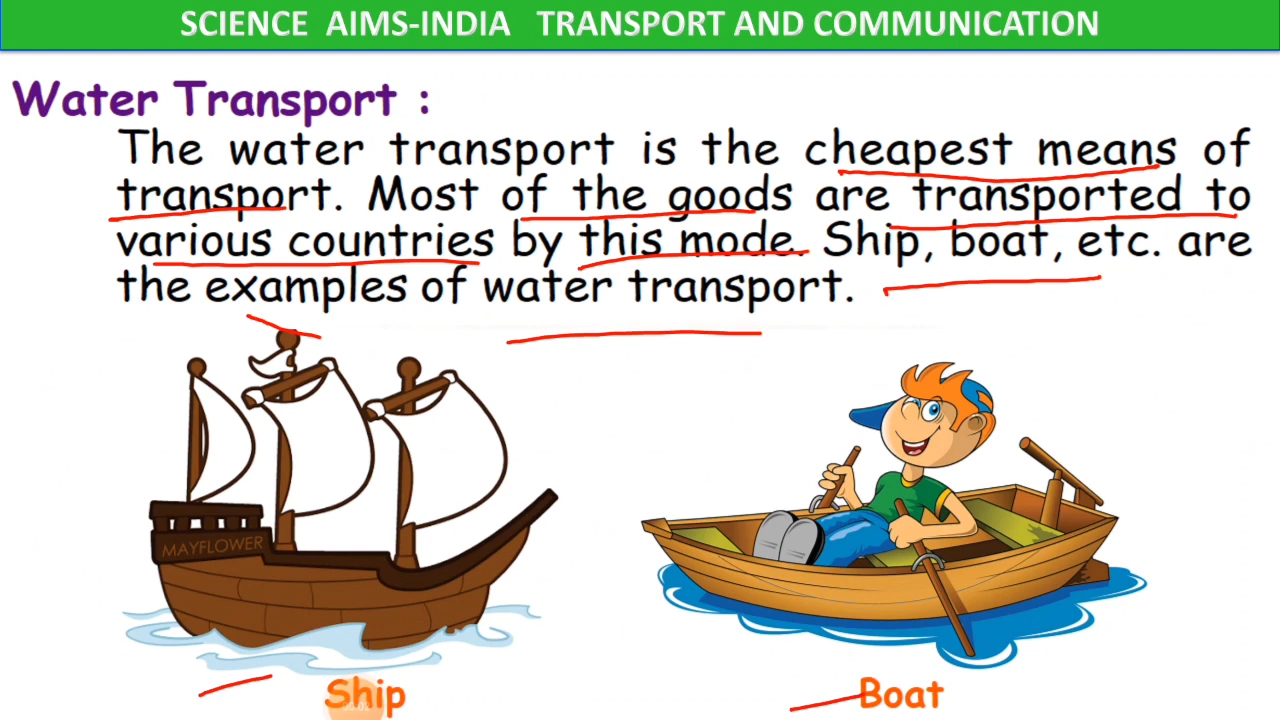 SCIENCE AIMS-INDIA TRANSPORT AND COMMUNICATION
Water Transport :
The water transport is the cheapest means of
transport. Most of the goods are transported to
various countries by this mode. Ship, boat, etc. are
the examples of water transport.
MAYFLOWER
Ship
Boat